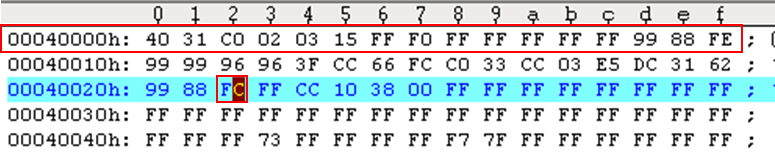 0 1 2 3 4 5 6 7 8 9 a b c d e f
00040000h: 40 31 C0 02 03 15 FF F0 FF FF FF FF FF 99 88 FE ;
00040010h: 99 99 96 96 3F CC 66 FC C0 33 CC 03 E5 DC 31 62 ;
00040020h: 99 88 FC FF CC 10 38 00 FF FF FF FF FF FF FF FF ;
00040030h: FF FF FF FF FF FF FF FF FF FF FF FF FF FF FF FF ;
00040040h: FF FF FF 73 FF FF FF FF F7 7F FF FF FF FF FF FF ;